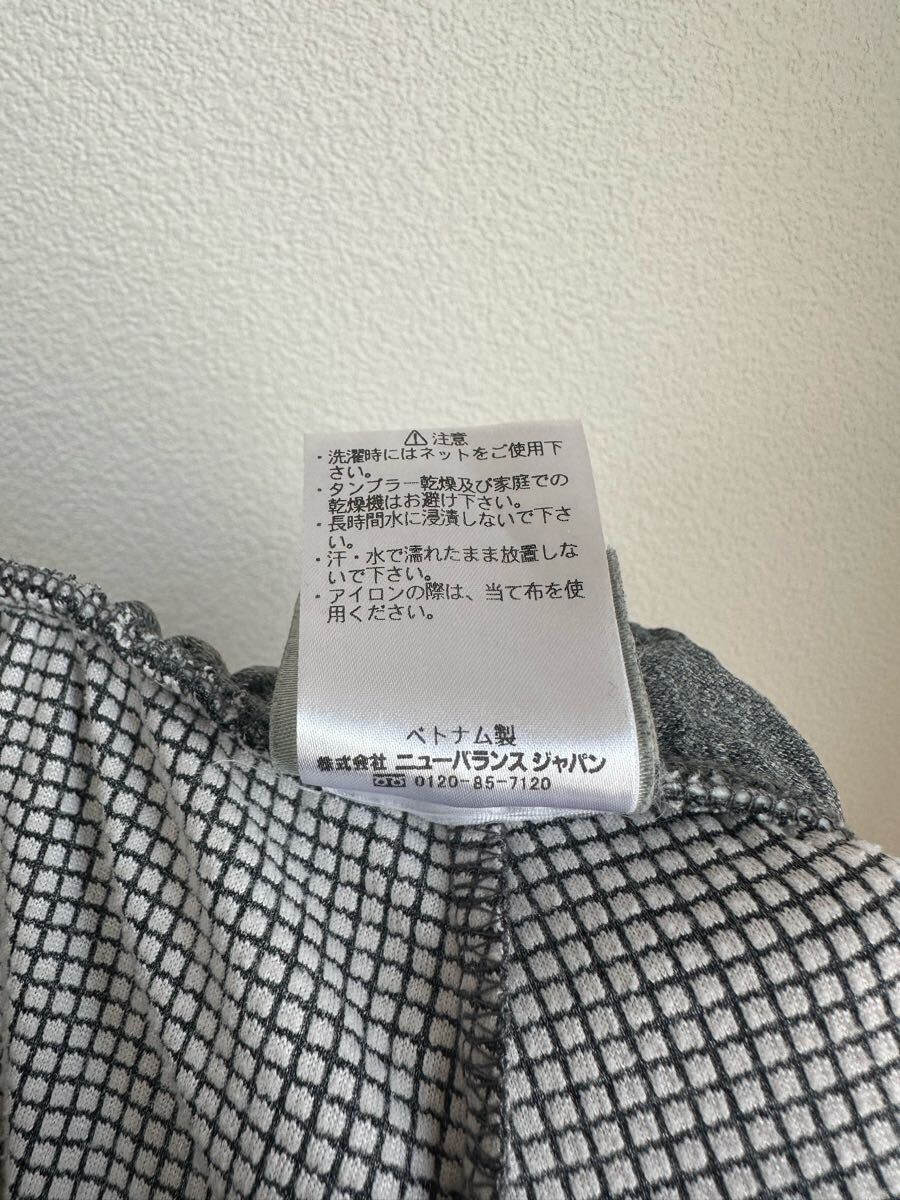 ⚠ 注意
・洗濯時にはネットをご使用下
さい。
・タンブラー乾燥及び家庭での
乾燥機はお避け下さい。
・長時間水に浸漬しないで下さ
い。
・汗・水で濡れたまま放置しな
いで下さい。
・アイロンの際は、当て布を使
用ください。
ベトナム製
株式会社 ニューバランス ジャパン
0120-85-7120